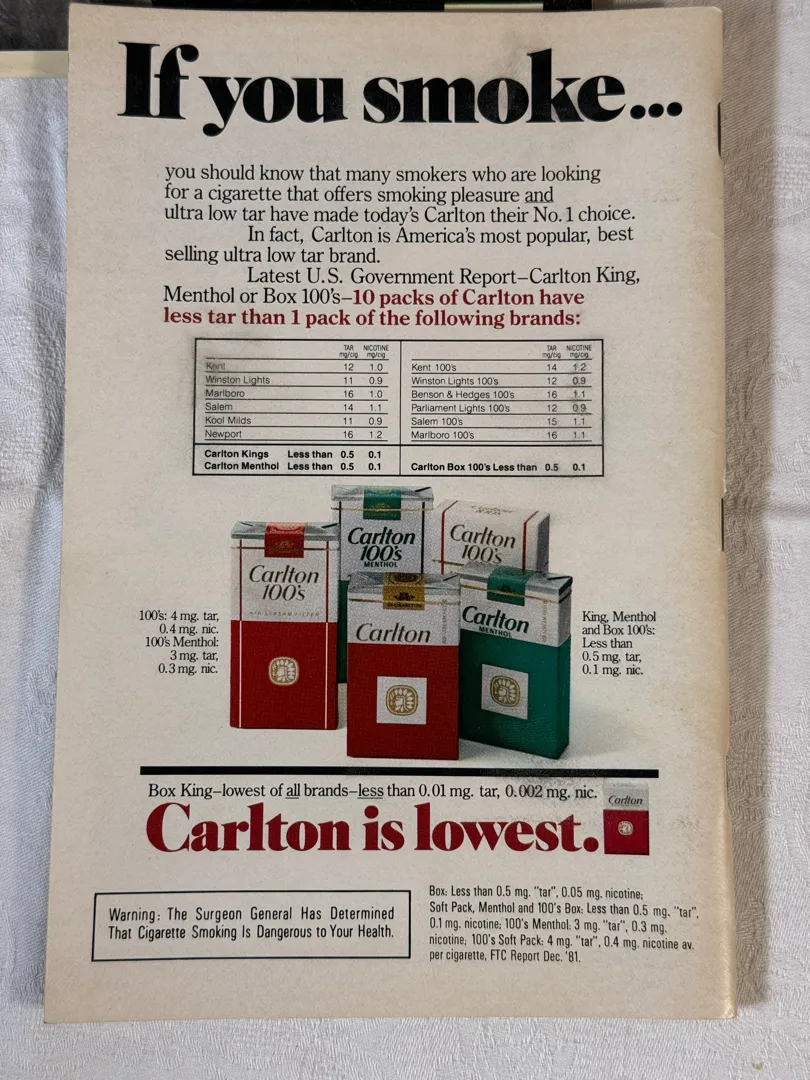 If you smoke...
you should know that many smokers who are looking
for a cigarette that offers smoking pleasure and
ultra low tar have made today's Carlton their No. 1 choice.
In fact, Carlton is America's most popular, best
selling ultra low tar brand.
Latest U.S. Government Report–Carlton King,
Menthol or Box 100's–10 packs of Carlton have
less tar than 1 pack of the following brands:
TAR mg/cig NICOTINE mg/cig
Kent 12 1.0
Winston Lights 11 0.9
Marlboro 16 1.0
Salem 14 1.1
Kool Milds 11 0.9
Newport 16 1.2
Carlton Kings Less than 0.5 0.1
Carlton Menthol Less than 0.5 0.1
TAR mg/cig NICOTINE mg/cig
Kent 100's 14 1.2
Winston Lights 100's 12 0.9
Benson & Hedges 100's 16 1.1
Parliament Lights 100's 12 0.9
Salem 100's 15 1.1
Marlboro 100's 16 1.1
Carlton Box 100's Less than 0.5 0.1
Carlton
100's
MENTHOL
Carlton
100's
Carlton
100's
Carlton
Carlton
MENTHOL
100's: 4 mg. tar,
0.4 mg. nic.
100's Menthol:
3 mg. tar,
0.3 mg. nic.
King, Menthol
and Box 100's:
Less than
0.5 mg. tar,
0.1 mg. nic.
Box King–lowest of all brands–less than 0.01 mg. tar, 0.002 mg. nic.
Carlton is lowest.
Carlton
Warning: The Surgeon General Has Determined
That Cigarette Smoking Is Dangerous to Your Health.
Box: Less than 0.5 mg. "tar", 0.05 mg. nicotine;
Soft Pack, Menthol and 100's Box: Less than 0.5 mg. "tar",
0.1 mg. nicotine; 100's Menthol: 3 mg. "tar", 0.3 mg.
nicotine; 100's Soft Pack: 4 mg. "tar", 0.4 mg. nicotine av.
per cigarette, FTC Report Dec. '81.